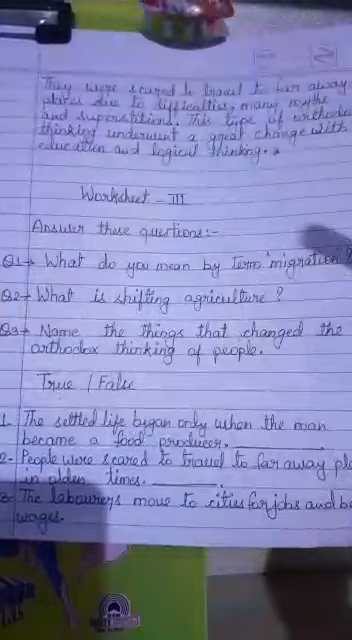 They were scared to travel to far away
places due to difficulties, many myths
and superstitions. This type of orthodox
thinking underwent a great change with
education and logical thinking.
Worksheet - III
Answer these questions:-
Q1→ What do you mean by Term 'migration'?
Q2→ What is shifting agriculture?
Q3→ Name the things that changed the
orthodox thinking of people.
True / False
1. The settled life began only when the man
became a food producer. ________.
2- People were scared to travel to far away pl
in olden times. ________.
3- The labourers move to cities for jobs and b
wages.